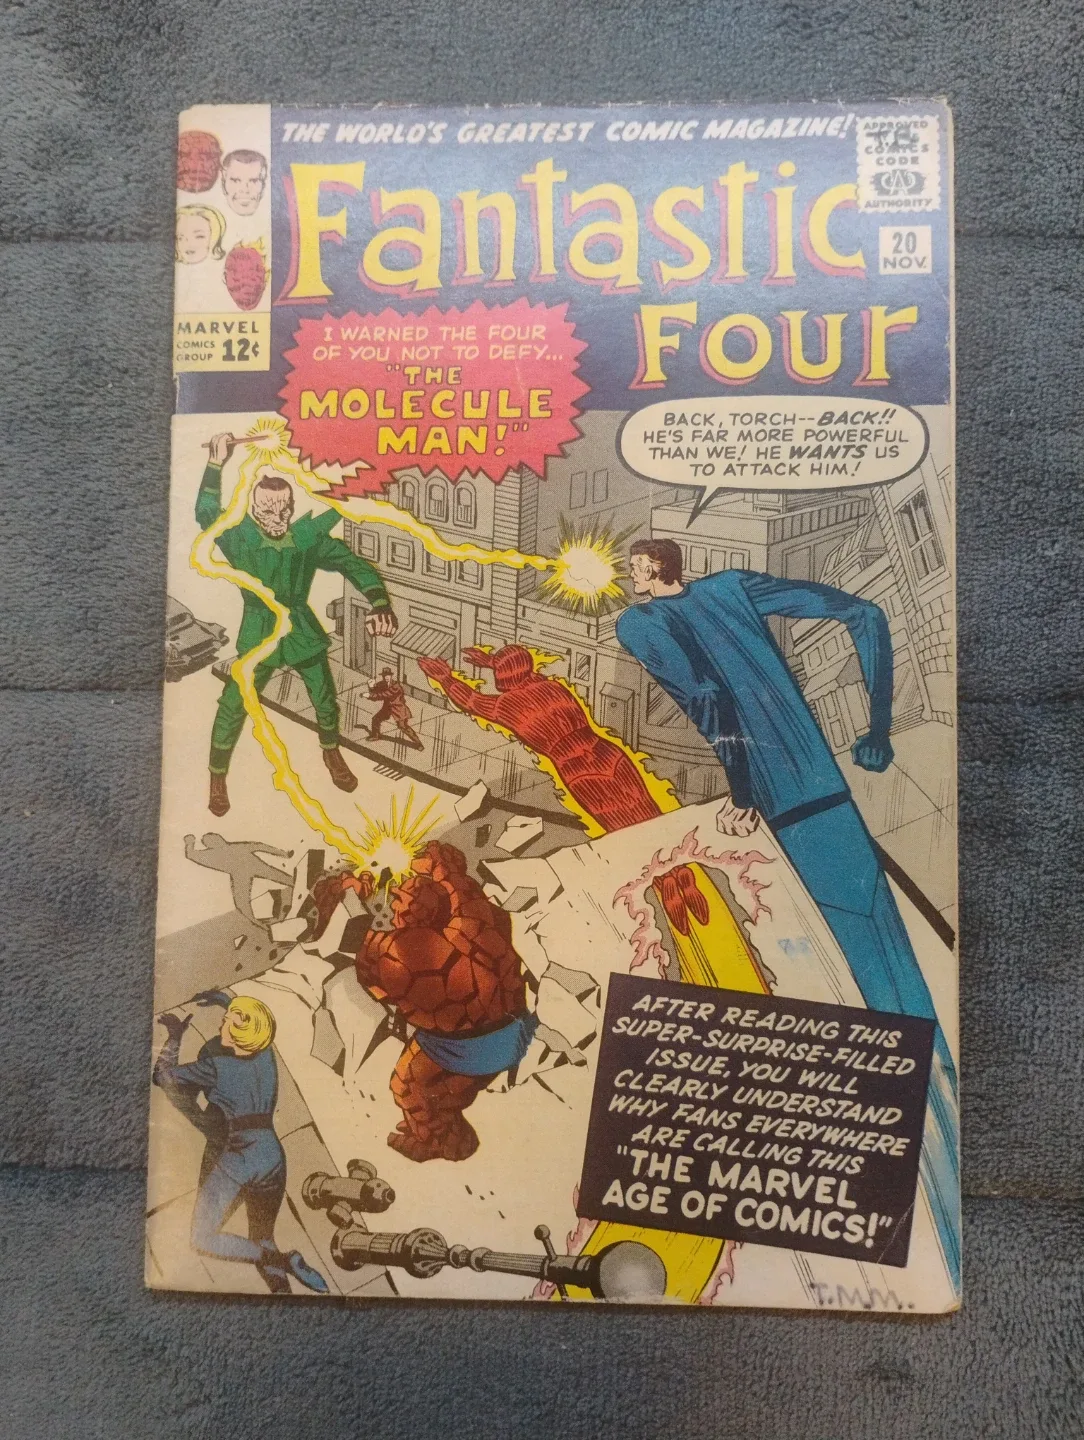 THE WORLD'S GREATEST COMIC MAGAZINE!
APPROVED
COMICS
CODE
AUTHORITY
Fantastic
Four
20
NOV.
MARVEL
COMICS
GROUP 12¢
I WARNED THE FOUR
OF YOU NOT TO DEFY...
"THE
MOLECULE
MAN!"
BACK, TORCH--BACK!!
HE'S FAR MORE POWERFUL
THAN WE! HE WANTS US
TO ATTACK HIM!
AFTER READING THIS
SUPER-SURPRISE-FILLED
ISSUE, YOU WILL
CLEARLY UNDERSTAND
WHY FANS EVERYWHERE
ARE CALLING THIS
"THE MARVEL
AGE OF COMICS!"
T.M.M.